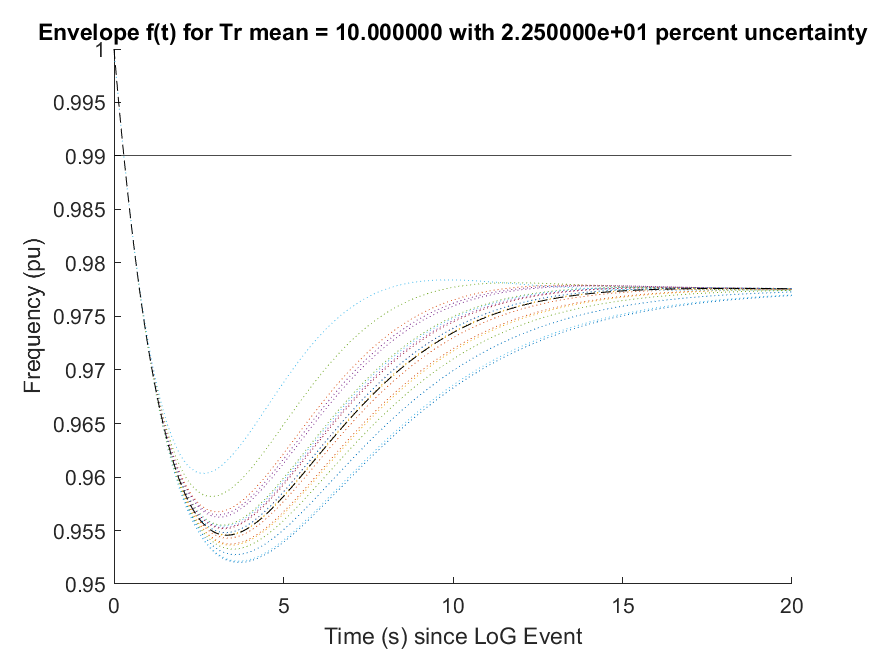 Envelope f(t) for Tr mean = 10.000000 with 2.250000e+01 percent uncertainty
1
0.995
0.99
0.985
0.98
0.975
0.97
0.965
0.96
0.955
0.95
Frequency (pu)
0 5 10 15 20
Time (s) since LoG Event